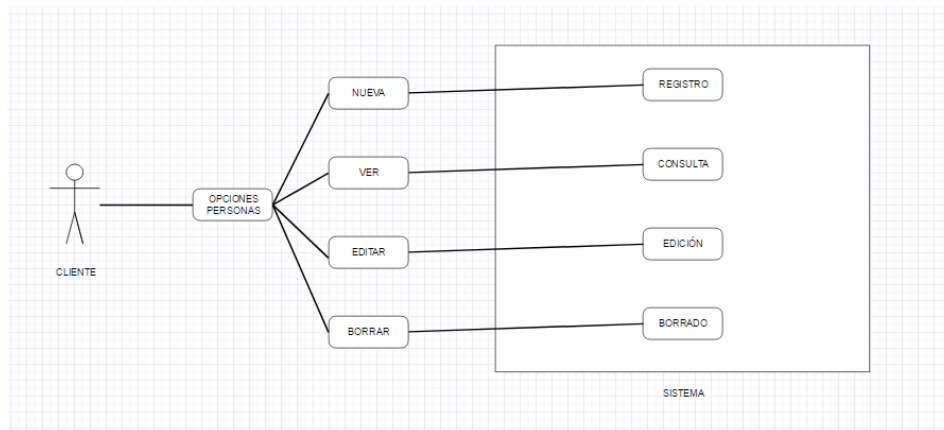 NUEVA
REGISTRO
VER
CONSULTA
OPCIONES
PERSONAS
EDITAR
EDICIÓN
CLIENTE
BORRAR
BORRADO
SISTEMA